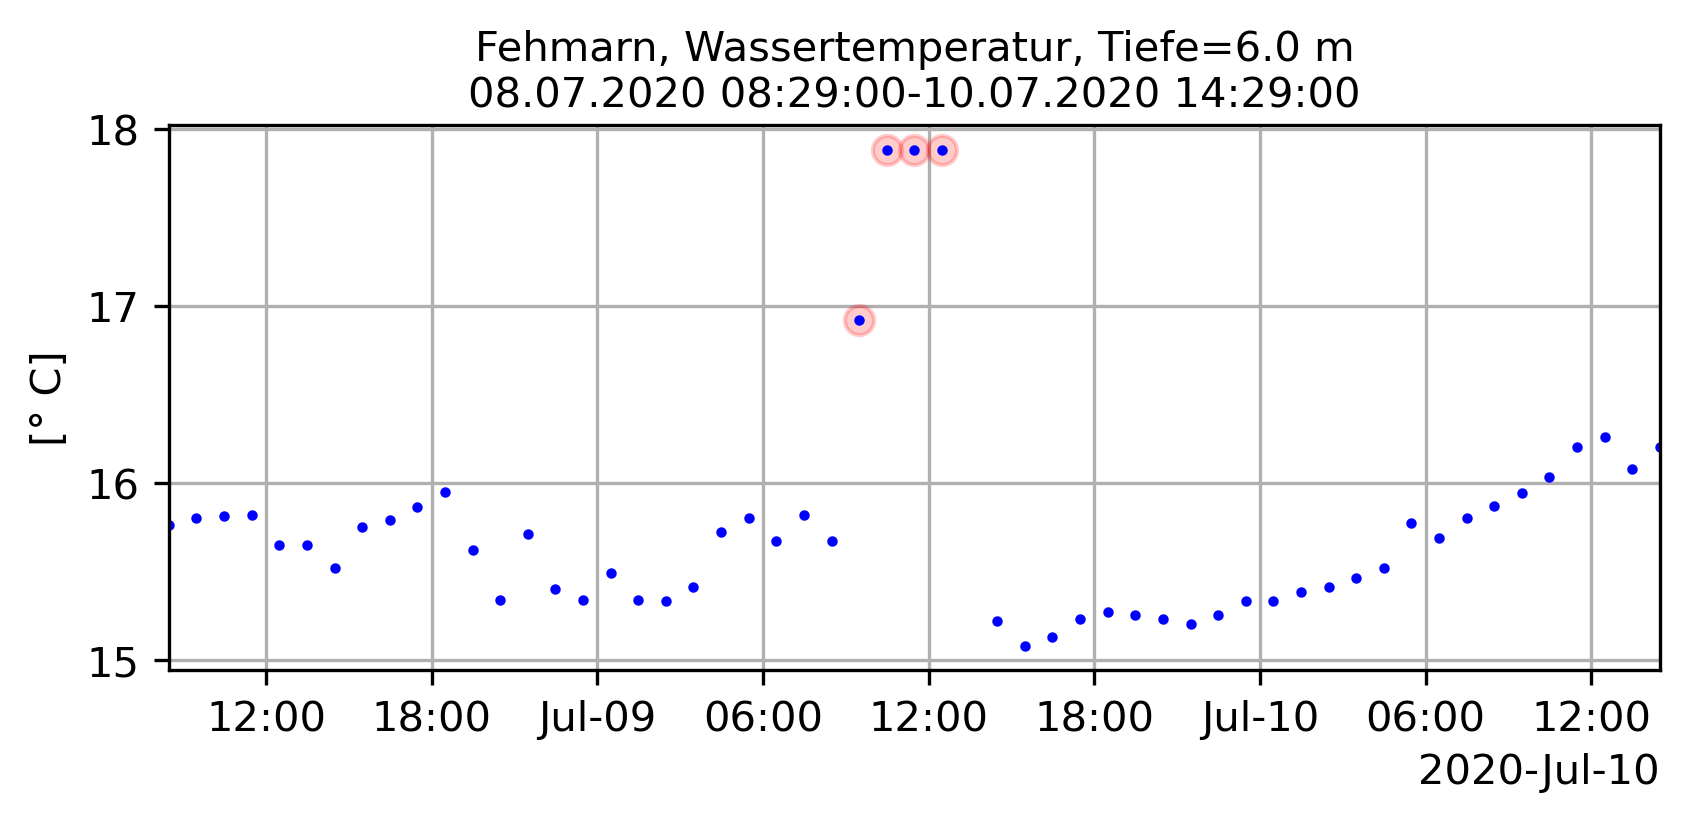 Fehmarn, Wassertemperatur, Tiefe=6.0 m
08.07.2020 08:29:00-10.07.2020 14:29:00
18
17
16
15
[° C]
12:00 18:00 Jul-09 06:00 12:00 18:00 Jul-10 06:00 12:00
2020-Jul-10